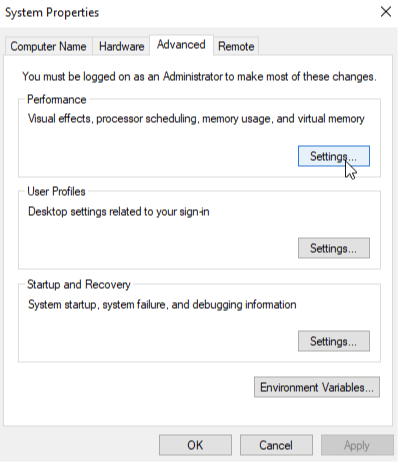 System Properties
Computer Name Hardware Advanced Remote
You must be logged on as an Administrator to make most of these changes.
Performance
Visual effects, processor scheduling, memory usage, and virtual memory
Settings...
User Profiles
Desktop settings related to your sign-in
Settings...
Startup and Recovery
System startup, system failure, and debugging information
Settings...
Environment Variables...
OK Cancel Apply